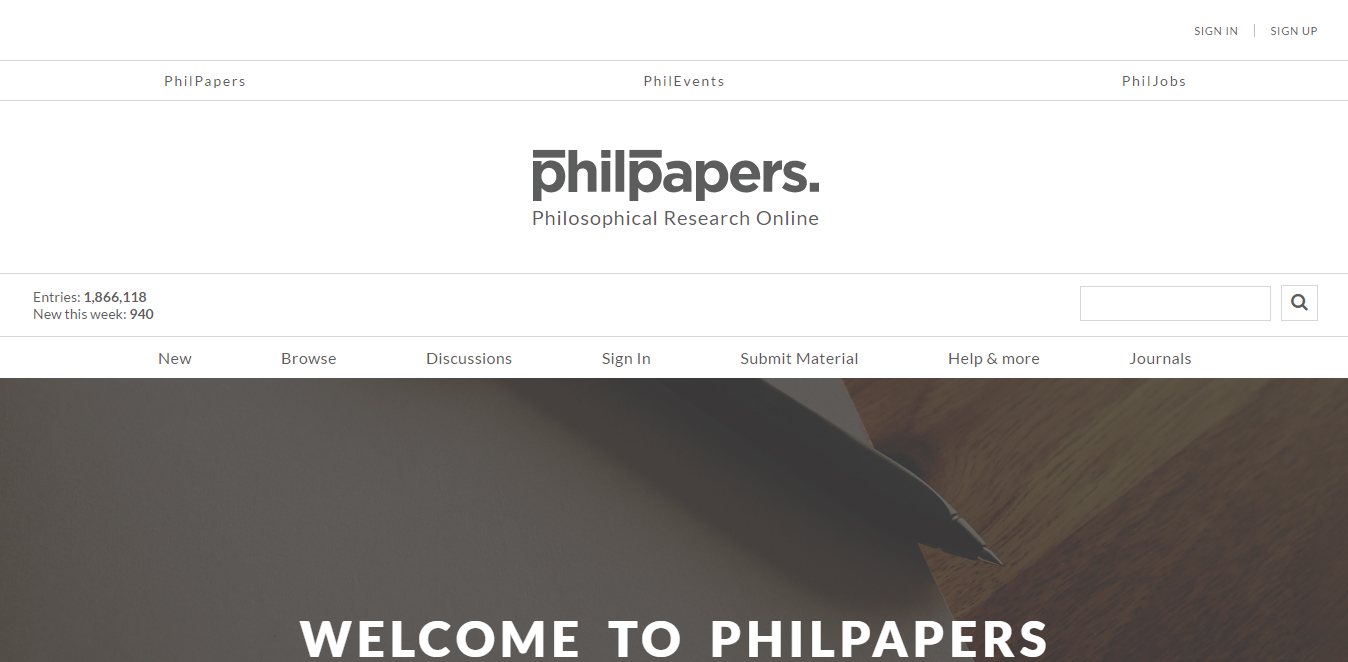 SIGN IN | SIGN UP
PhilPapers PhilEvents PhilJobs
philpapers.
Philosophical Research Online
Entries: 1,866,118
New this week: 940
New Browse Discussions Sign In Submit Material Help & more Journals
WELCOME TO PHILPAPERS